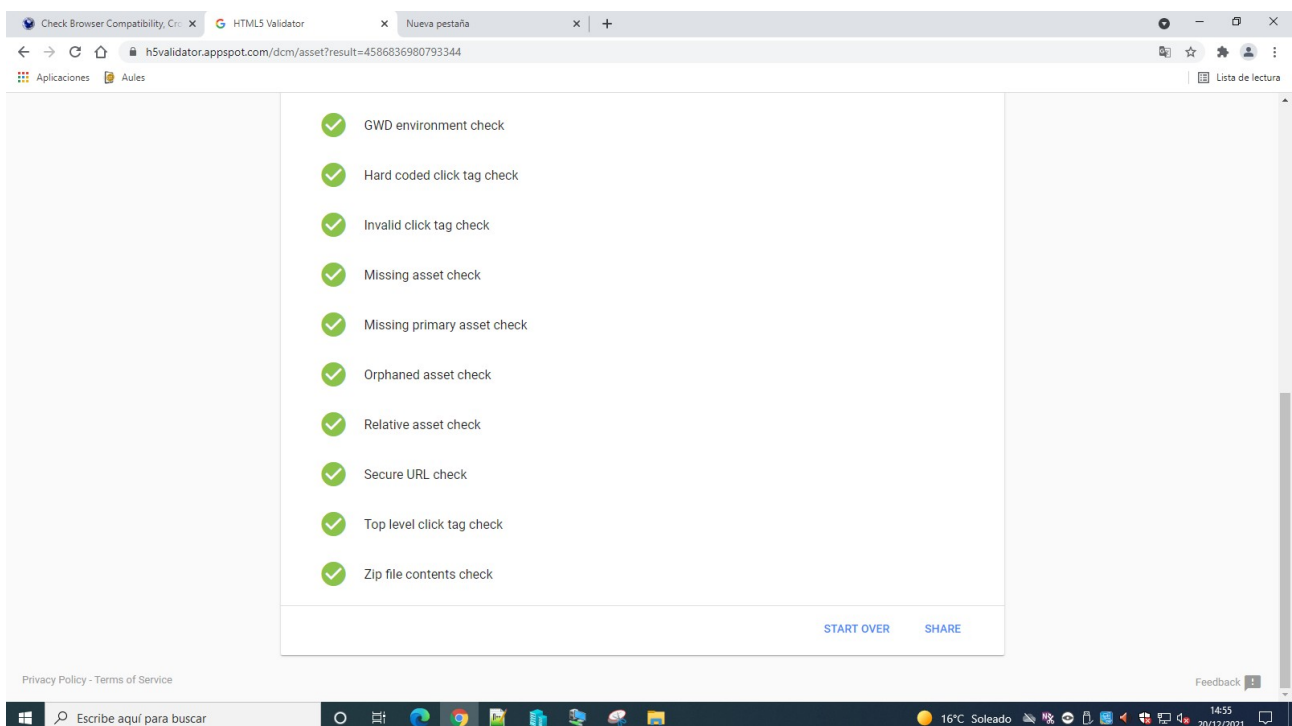 Check Browser Compatibility, Cro
HTML5 Validator
Nueva pestaña
h5validator.appspot.com/dcm/asset?result=4586836980793344
Aplicaciones
Aules
Lista de lectura
GWD environment check
Hard coded click tag check
Invalid click tag check
Missing asset check
Missing primary asset check
Orphaned asset check
Relative asset check
Secure URL check
Top level click tag check
Zip file contents check
START OVER SHARE
Privacy Policy - Terms of Service
Feedback
Escribe aquí para buscar
16°C Soleado
14:55
20/12/2021